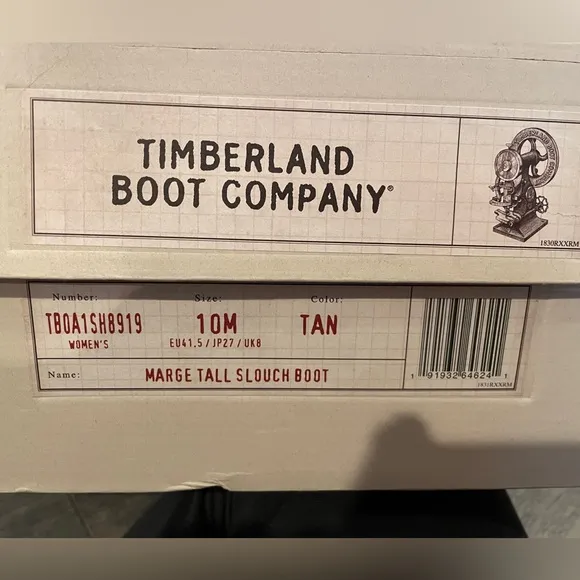 TIMBERLAND
BOOT COMPANY®
1830RXXRM
Number: Size: Color:
TB0A1SH8919 10M TAN
WOMEN'S EU41.5 / JP27 / UK8
Name: MARGE TALL SLOUCH BOOT
1 91932 64624 1
1831RXXRM